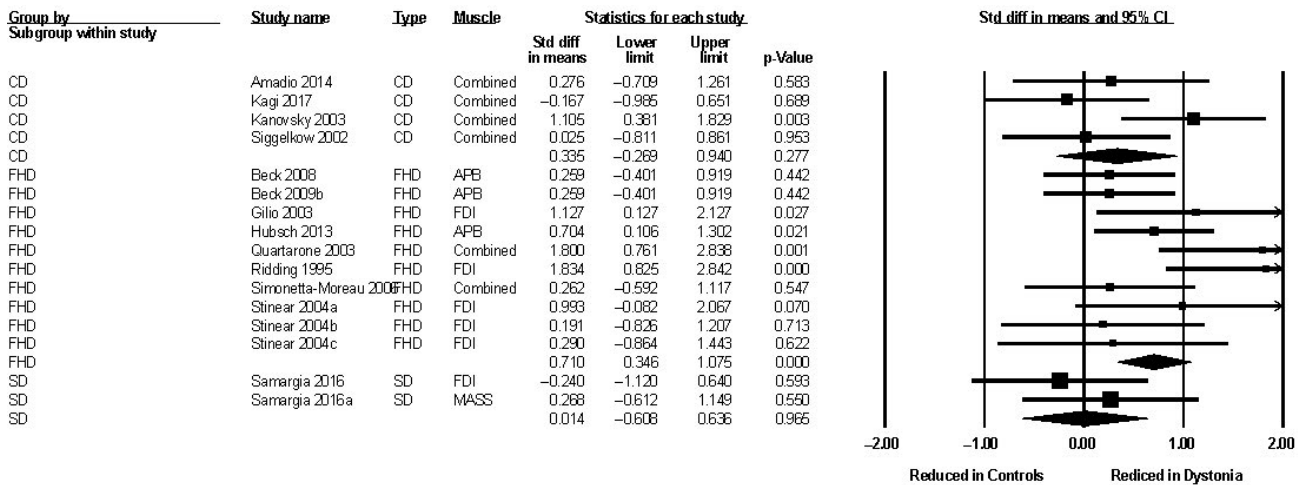 Group by Study name Type Muscle Statistics for each study Std diff in means and 95% CI
Subgroup within study
Std diff in means Lower limit Upper limit p-Value
CD Amadio 2014 CD Combined 0.276 −0.709 1.261 0.583
CD Kagi 2017 CD Combined −0.167 −0.985 0.651 0.689
CD Kanovsky 2003 CD Combined 1.105 0.381 1.829 0.003
CD Siggelkow 2002 CD Combined 0.025 −0.811 0.861 0.953
CD 0.335 −0.269 0.940 0.277
FHD Beck 2008 FHD APB 0.259 −0.401 0.919 0.442
FHD Beck 2009b FHD APB 0.259 −0.401 0.919 0.442
FHD Gilio 2003 FHD FDI 1.127 0.127 2.127 0.027
FHD Hubsch 2013 FHD APB 0.704 0.106 1.302 0.021
FHD Quartarone 2003 FHD Combined 1.800 0.761 2.838 0.001
FHD Ridding 1995 FHD FDI 1.834 0.825 2.842 0.000
FHD Simonetta-Moreau 2006 FHD Combined 0.262 −0.592 1.117 0.547
FHD Stinear 2004a FHD FDI 0.993 −0.082 2.067 0.070
FHD Stinear 2004b FHD FDI 0.191 −0.826 1.207 0.713
FHD Stinear 2004c FHD FDI 0.290 −0.864 1.443 0.622
FHD 0.710 0.346 1.075 0.000
SD Samargia 2016 SD FDI −0.240 −1.120 0.640 0.593
SD Samargia 2016a SD MASS 0.268 −0.612 1.149 0.550
SD 0.014 −0.608 0.636 0.965
−2.00 −1.00 0.00 1.00 2.00
Reduced in Controls Rediced in Dystonia